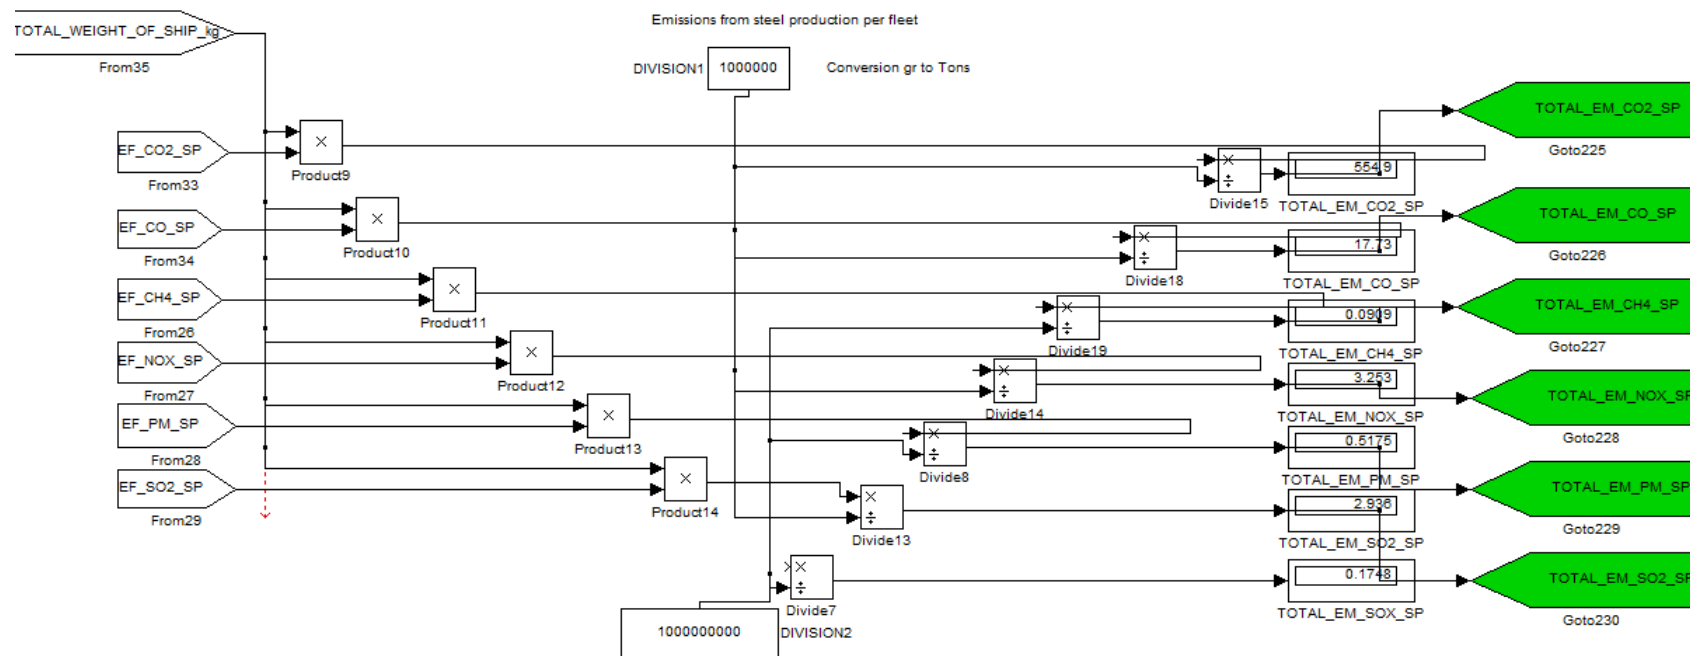 Emissions from steel production per fleet
TOTAL_WEIGHT_OF_SHIP_kg
From35
DIVISION1
1000000
Conversion gr to Tons
TOTAL_EM_CO2_SP
Goto225
EF_CO2_SP
From33
×
Product9
×
÷
Divide15
554.9
TOTAL_EM_CO2_SP
EF_CO_SP
From34
×
Product10
×
÷
Divide18
17.73
TOTAL_EM_CO_SP
TOTAL_EM_CO_SP
Goto226
EF_CH4_SP
From26
×
Product11
×
÷
Divide19
0.0909
TOTAL_EM_CH4_SP
TOTAL_EM_CH4_SP
Goto227
EF_NOX_SP
From27
×
Product12
×
÷
Divide14
3.253
TOTAL_EM_NOX_SP
TOTAL_EM_NOX_SP
Goto228
EF_PM_SP
From28
×
Product13
×
÷
Divide8
0.5175
TOTAL_EM_PM_SP
TOTAL_EM_PM_SP
Goto229
EF_SO2_SP
From29
×
Product14
×
÷
Divide13
2.936
TOTAL_EM_SO2_SP
××
÷
Divide7
0.1748
TOTAL_EM_SOX_SP
TOTAL_EM_SO2_SP
Goto230
1000000000
DIVISION2